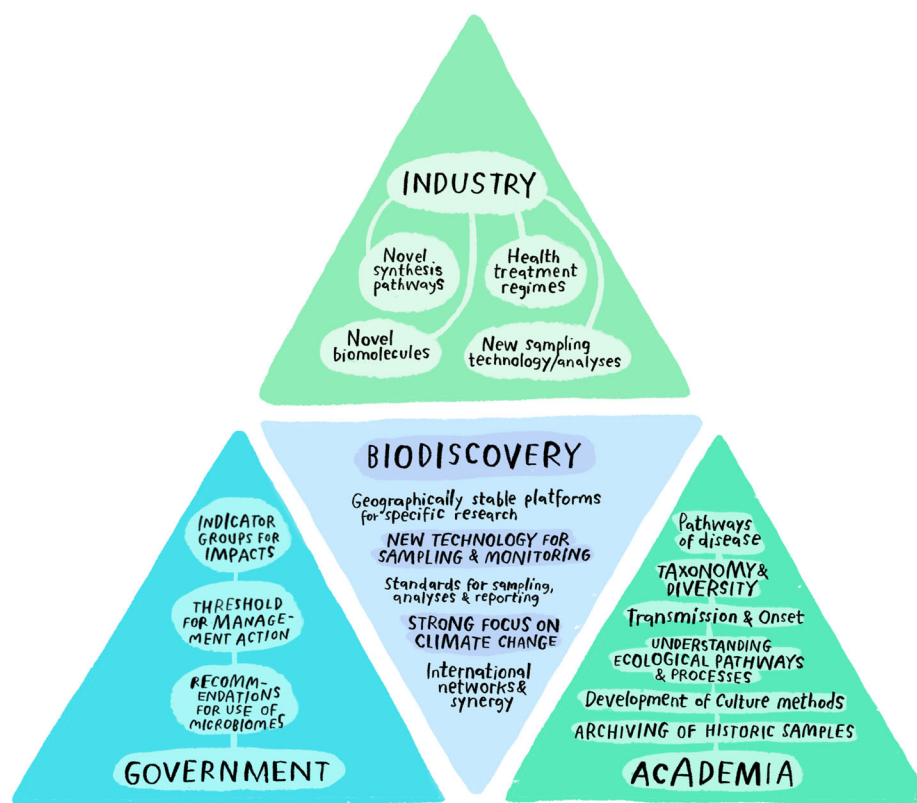 INDUSTRY
Novel
synthesis
pathways
Health
treatment
regimes
Novel
biomolecules
New sampling
technology/analyses
BIODISCOVERY
Geographically stable platforms
for specific research
NEW TECHNOLOGY FOR
SAMPLING & MONITORING
Standards for sampling,
analyses & reporting
STRONG FOCUS ON
CLIMATE CHANGE
International
networks &
synergy
INDICATOR
GROUPS FOR
IMPACTS
THRESHOLD
FOR MANAGE-
MENT ACTION
RECOMM-
ENDATIONS
FOR USE OF
MICROBIOMES
GOVERNMENT
Pathways
of disease
TAXONOMY &
DIVERSITY
Transmission & Onset
UNDERSTANDING
ECOLOGICAL PATHWAYS
& PROCESSES
Development of Culture methods
ARCHIVING OF HISTORIC SAMPLES
ACADEMIA